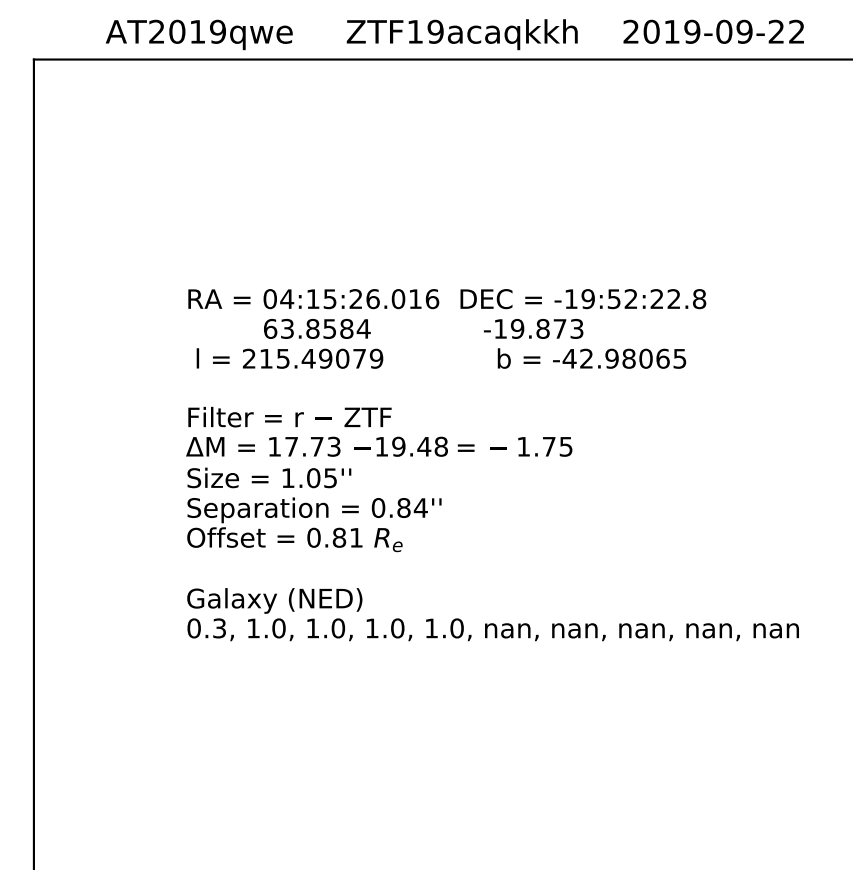 AT2019qwe ZTF19acaqkkh 2019-09-22
RA = 04:15:26.016 DEC = -19:52:22.8
63.8584 -19.873
l = 215.49079 b = -42.98065
Filter = r − ZTF
ΔM = 17.73 −19.48 = − 1.75
Size = 1.05''
Separation = 0.84''
Offset = 0.81 Re
Galaxy (NED)
0.3, 1.0, 1.0, 1.0, 1.0, nan, nan, nan, nan, nan